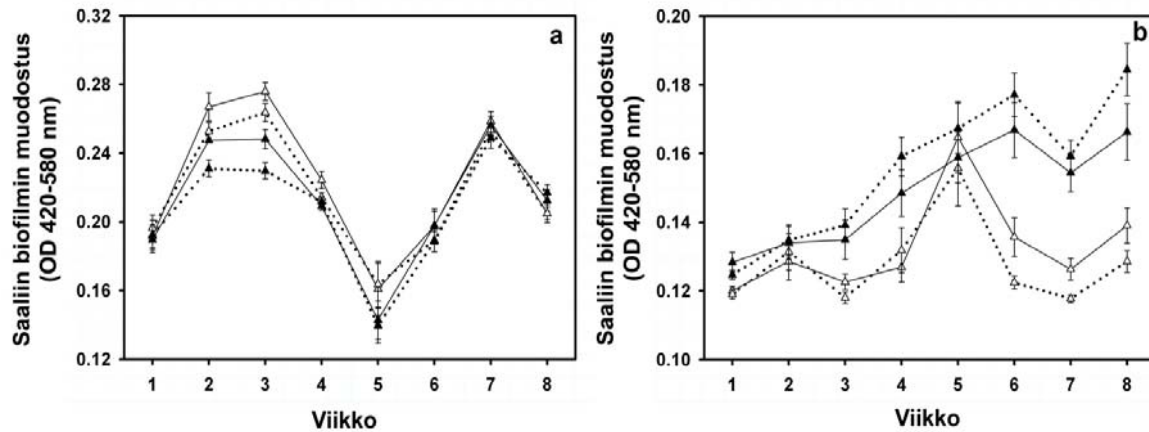 Saaliin biofilmin muodostus
(OD 420-580 nm)
0.32
0.28
0.24
0.20
0.16
0.12
a
1 2 3 4 5 6 7 8
Viikko
Saaliin biofilmin muodostus
(OD 420-580 nm)
0.20
0.18
0.16
0.14
0.12
0.10
b
1 2 3 4 5 6 7 8
Viikko